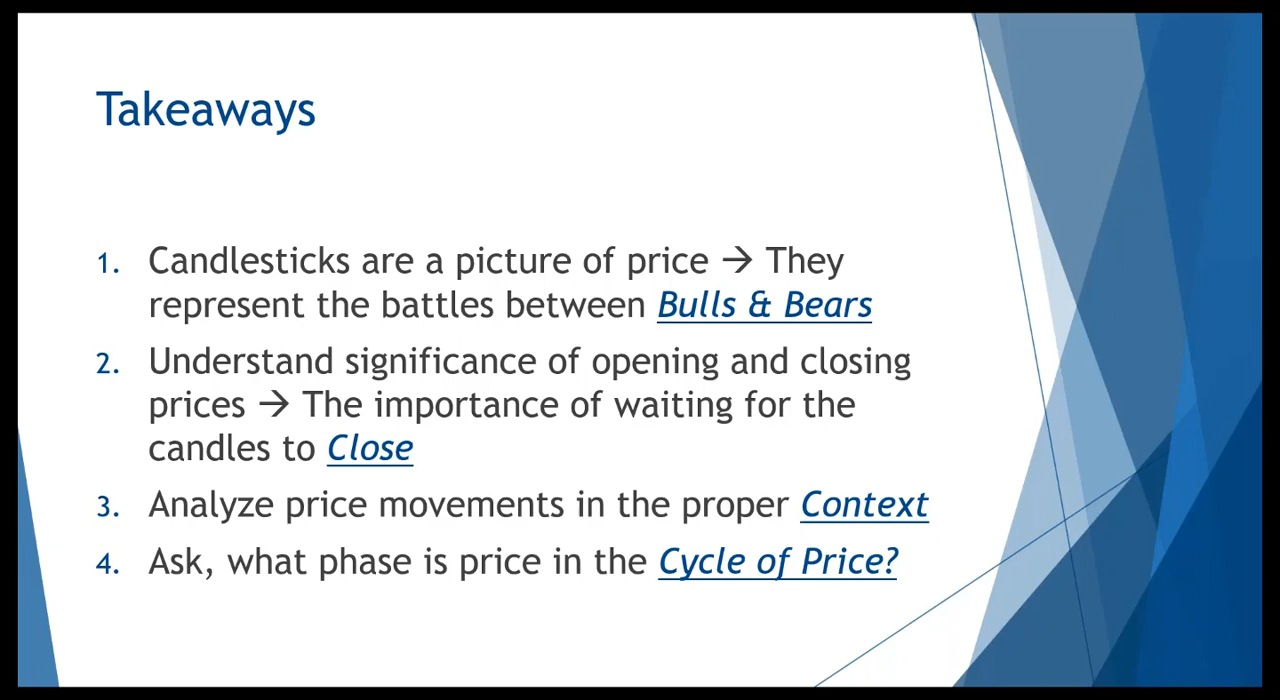 Takeaways
1. Candlesticks are a picture of price → They
represent the battles between Bulls & Bears
2. Understand significance of opening and closing
prices → The importance of waiting for the
candles to Close
3. Analyze price movements in the proper Context
4. Ask, what phase is price in the Cycle of Price?